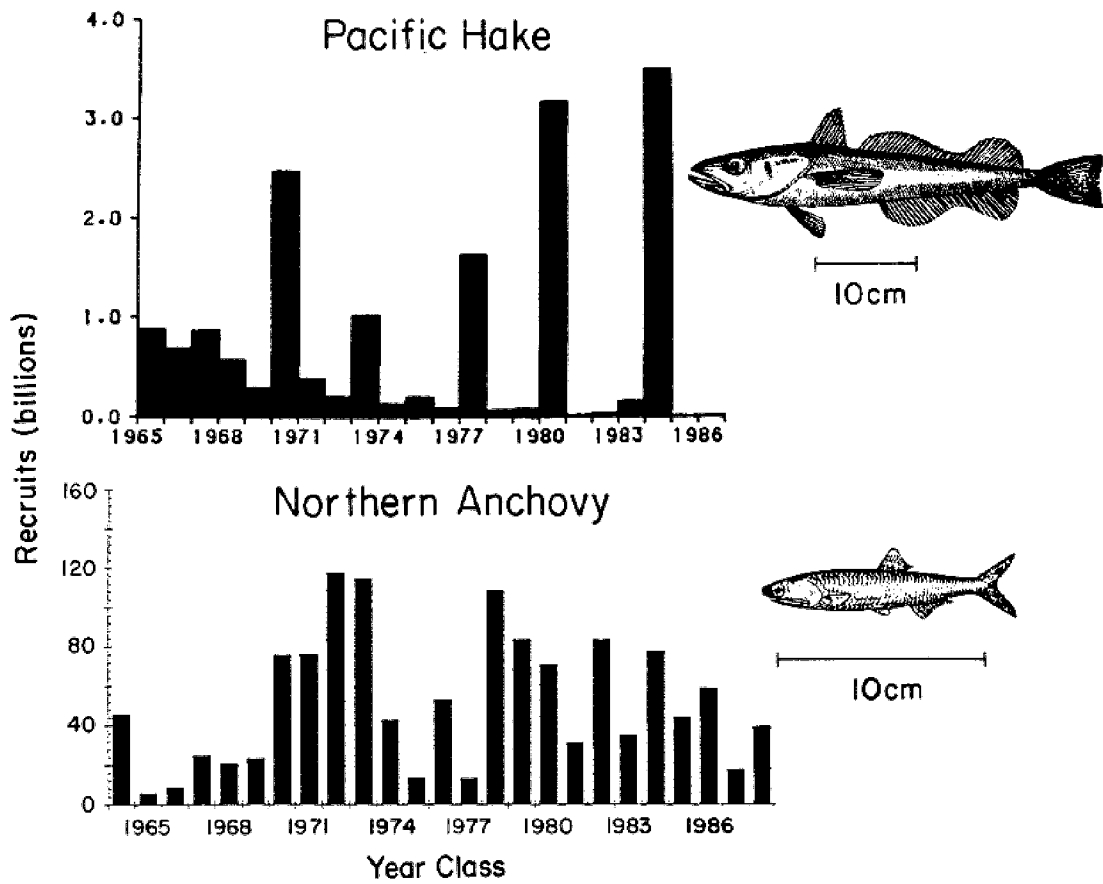 Pacific Hake
4.0
3.0
2.0
1.0
0.0
1965 1968 1971 1974 1977 1980 1983 1986
10cm
Recruits (billions)
Northern Anchovy
160
120
80
40
0
1965 1968 1971 1974 1977 1980 1983 1986
10cm
Year Class